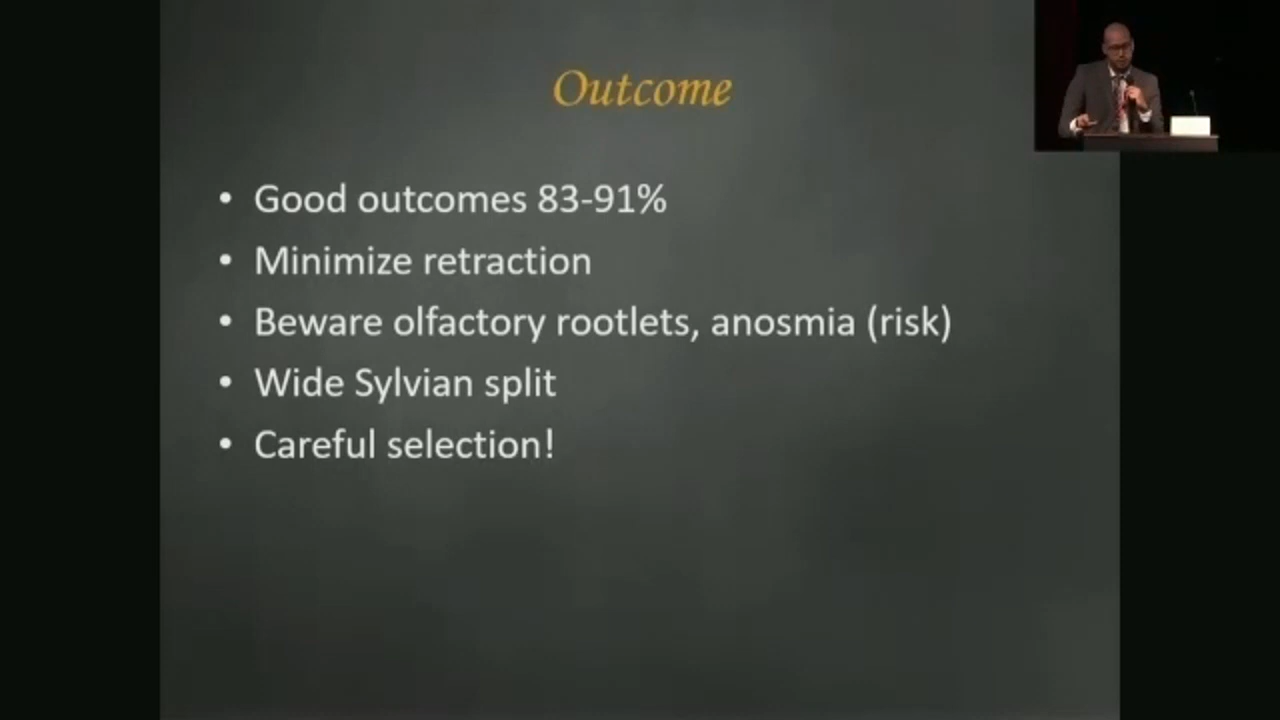 Outcome
• Good outcomes 83-91%
• Minimize retraction
• Beware olfactory rootlets, anosmia (risk)
• Wide Sylvian split
• Careful selection!